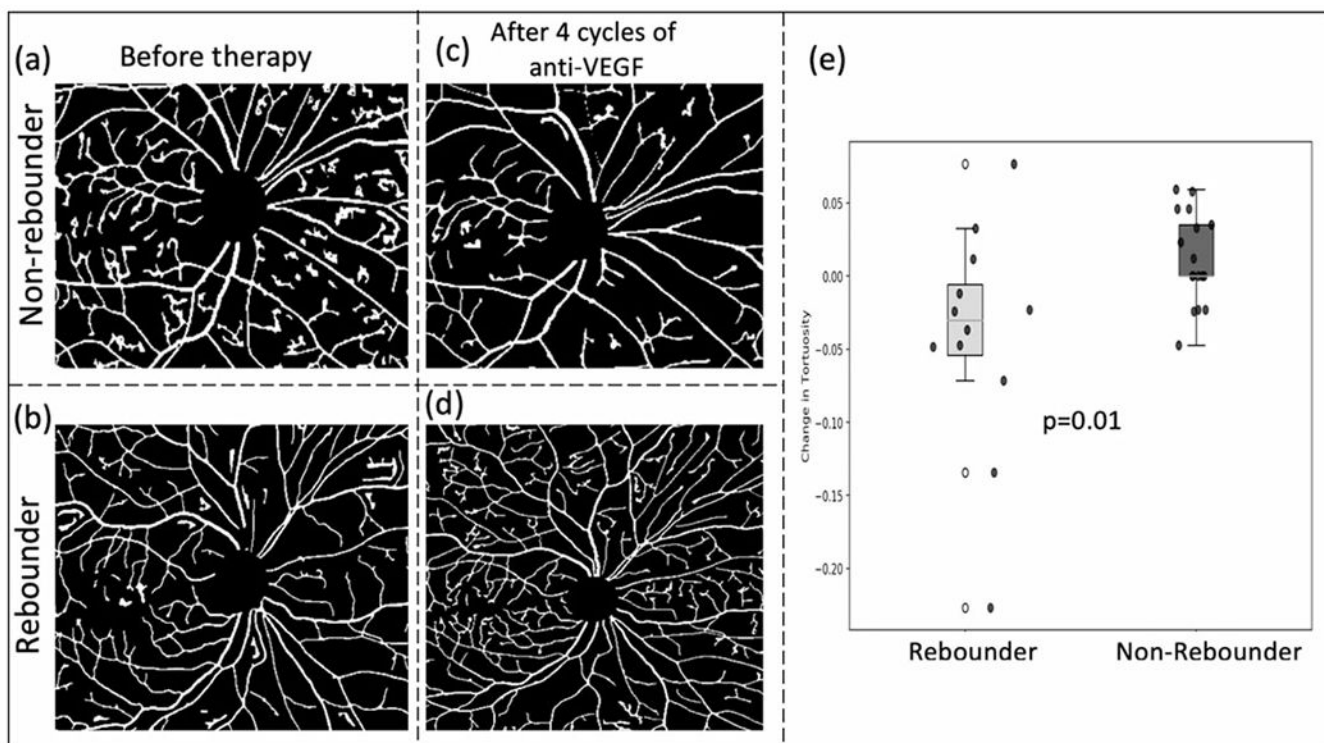 (a)
Before therapy
(c)
After 4 cycles of
anti-VEGF
(e)
Non-rebounder
(b)
(d)
Rebounder
Change in Tortuosity
0.05
0.00
−0.05
−0.10
−0.15
−0.20
p=0.01
Rebounder
Non-Rebounder